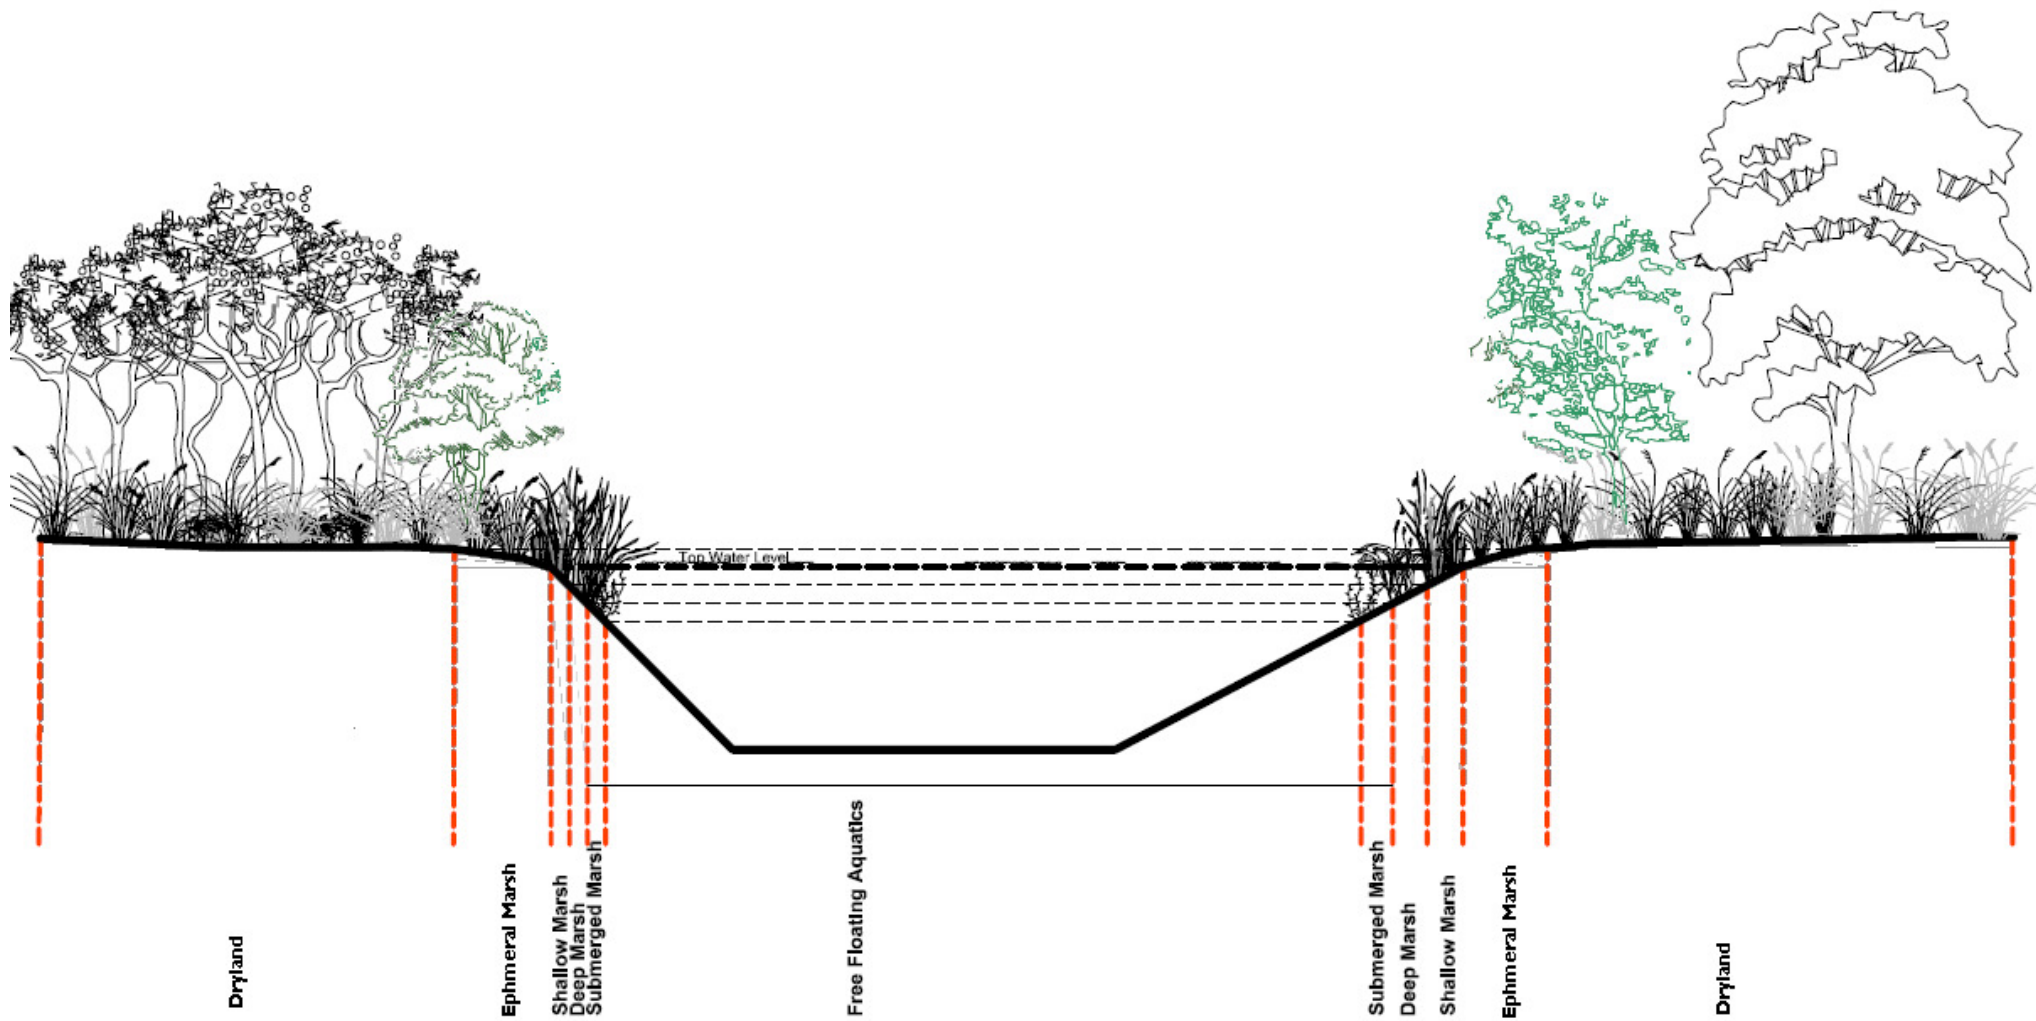 Top Water Level
Dryland
Ephmeral Marsh
Shallow Marsh
Deep Marsh
Submerged Marsh
Free Floating Aquatics
Submerged Marsh
Deep Marsh
Shallow Marsh
Ephmeral Marsh
Dryland